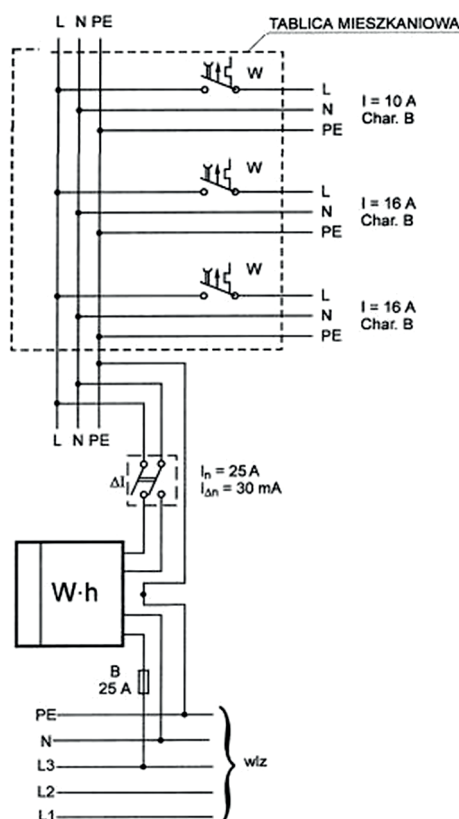 L N PE
TABLICA MIESZKANIOWA
W
L
N
PE
I = 10 A
Char. B
W
L
N
PE
I = 16 A
Char. B
W
L
N
PE
I = 16 A
Char. B
L N PE
ΔI
Iₙ = 25 A
I_Δn = 30 mA
W·h
B
25 A
PE
N
L3
L2
L1
wlz